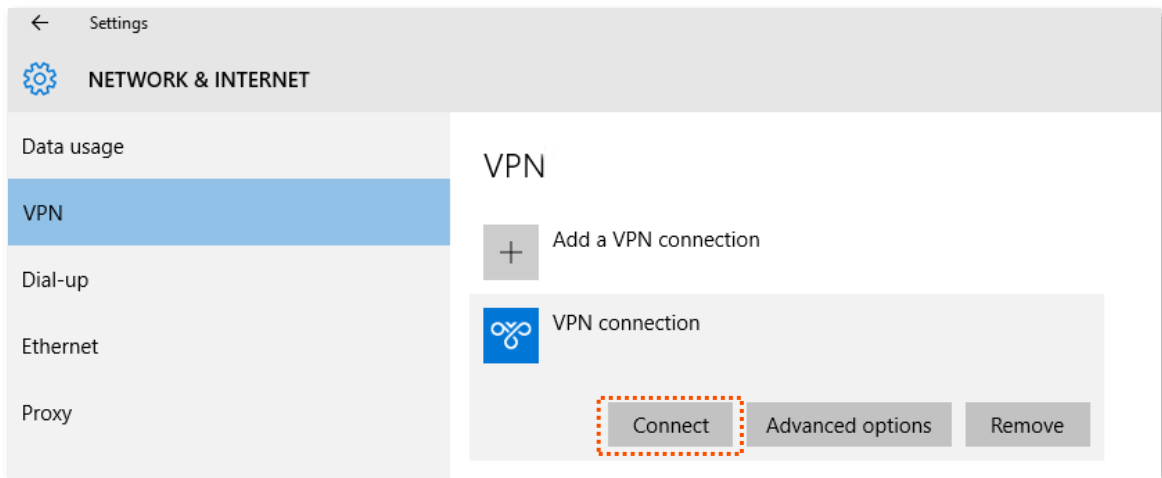 Settings
NETWORK & INTERNET
Data usage
VPN
Dial-up
Ethernet
Proxy
VPN
Add a VPN connection
VPN connection
Connect
Advanced options
Remove